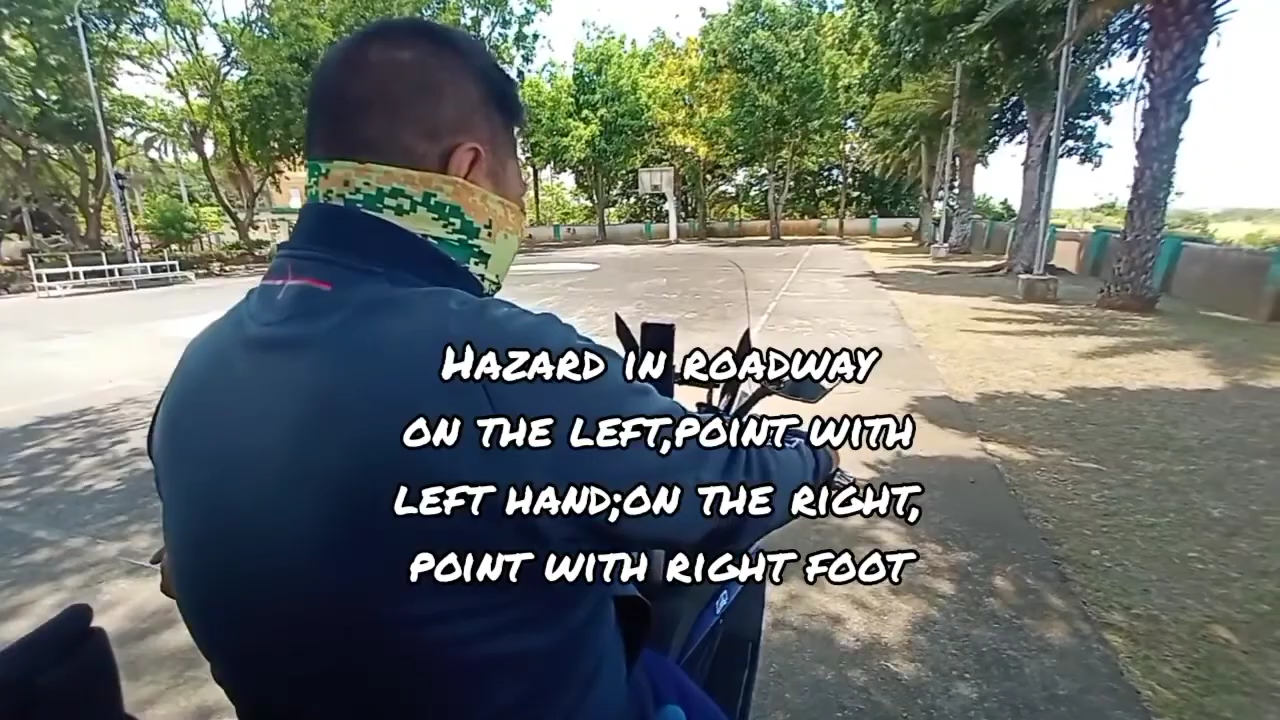 Hazard in roadway
on the left,point with
left hand;on the right,
point with right foot